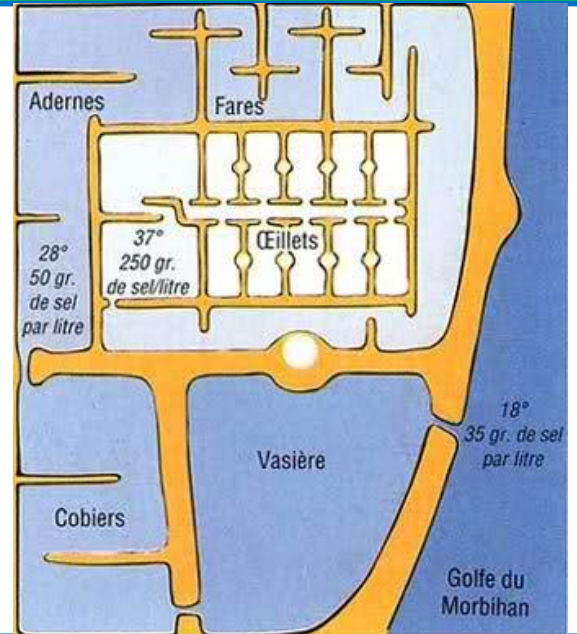 Adernes
Fares
Œillets
37°
250 gr.
de sel/litre
28°
50 gr.
de sel
par litre
18°
35 gr. de sel
par litre
Vasière
Cobiers
Golfe du
Morbihan